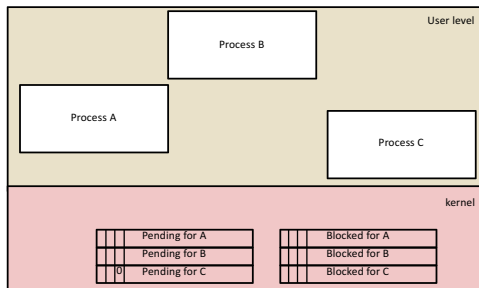 User level
Process B
Process A
Process C
kernel
Pending for A
Blocked for A
Pending for B
Blocked for B
0 Pending for C
Blocked for C